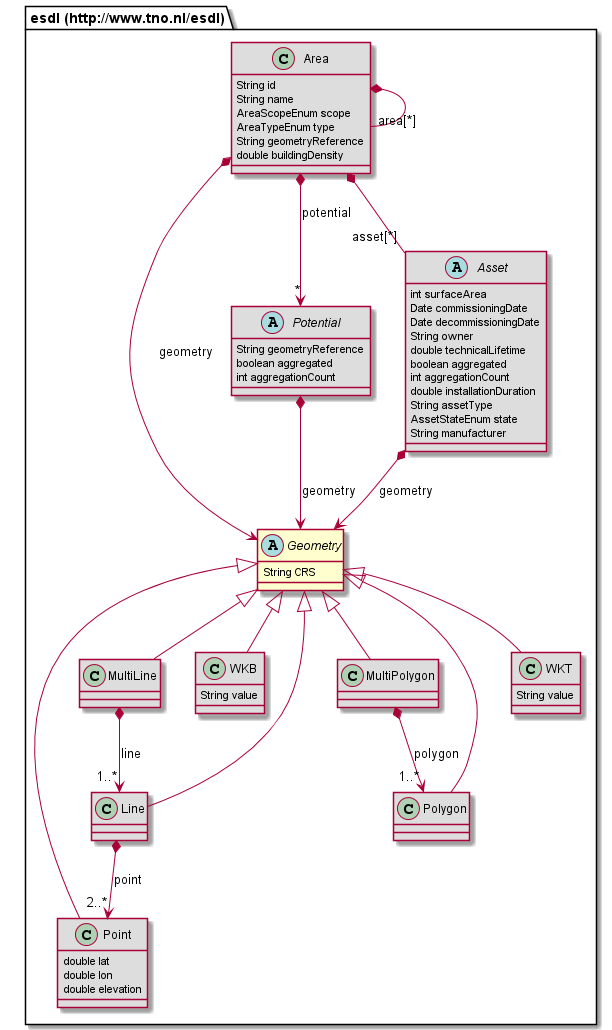 esdl (http://www.tno.nl/esdl)
C Area
String id
String name
AreaScopeEnum scope
AreaTypeEnum type
String geometryReference
double buildingDensity
area[*]
potential
asset[*]
*
geometry
A Asset
int surfaceArea
Date commissioningDate
Date decommissioningDate
String owner
double technicalLifetime
boolean aggregated
int aggregationCount
double installationDuration
String assetType
AssetStateEnum state
String manufacturer
A Potential
String geometryReference
boolean aggregated
int aggregationCount
geometry
geometry
A Geometry
String CRS
C MultiLine
C WKB
String value
C MultiPolygon
C WKT
String value
line
1..*
polygon
1..*
C Line
C Polygon
point
2..*
C Point
double lat
double lon
double elevation